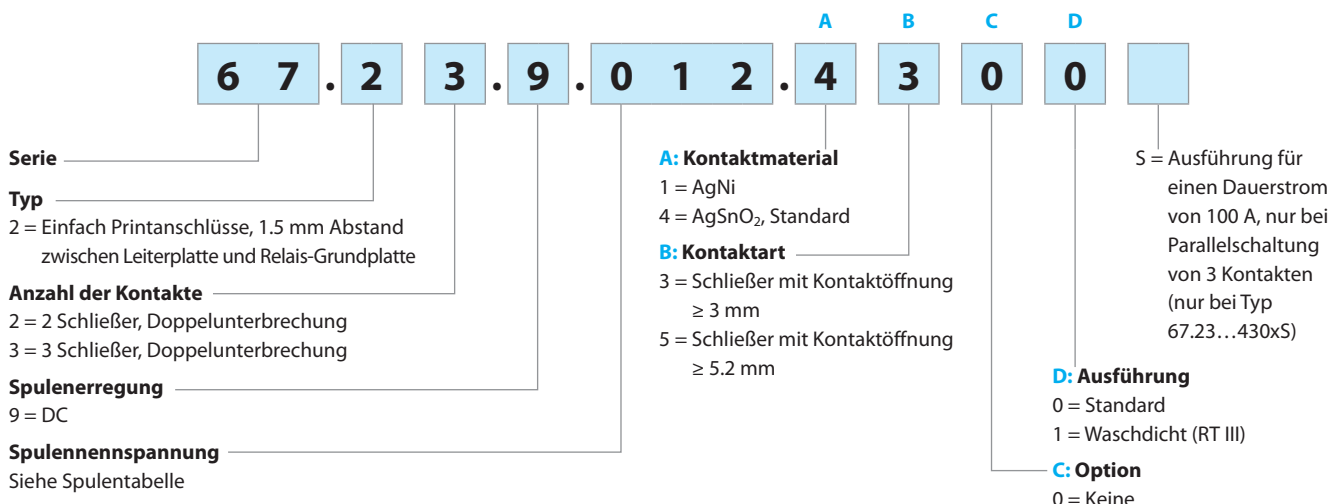 A B C D
6 7 . 2 3 . 9 . 0 1 2 . 4 3 0 0
Serie
Typ
2 = Einfach Printanschlüsse, 1.5 mm Abstand
zwischen Leiterplatte und Relais-Grundplatte
Anzahl der Kontakte
2 = 2 Schließer, Doppelunterbrechung
3 = 3 Schließer, Doppelunterbrechung
Spulenerregung
9 = DC
Spulennennspannung
Siehe Spulentabelle
A: Kontaktmaterial
1 = AgNi
4 = AgSnO₂, Standard
B: Kontaktart
3 = Schließer mit Kontaktöffnung
≥ 3 mm
5 = Schließer mit Kontaktöffnung
≥ 5.2 mm
S = Ausführung für
einen Dauerstrom
von 100 A, nur bei
Parallelschaltung
von 3 Kontakten
(nur bei Typ
67.23…430xS)
D: Ausführung
0 = Standard
1 = Waschdicht (RT III)
C: Option
0 = Keine